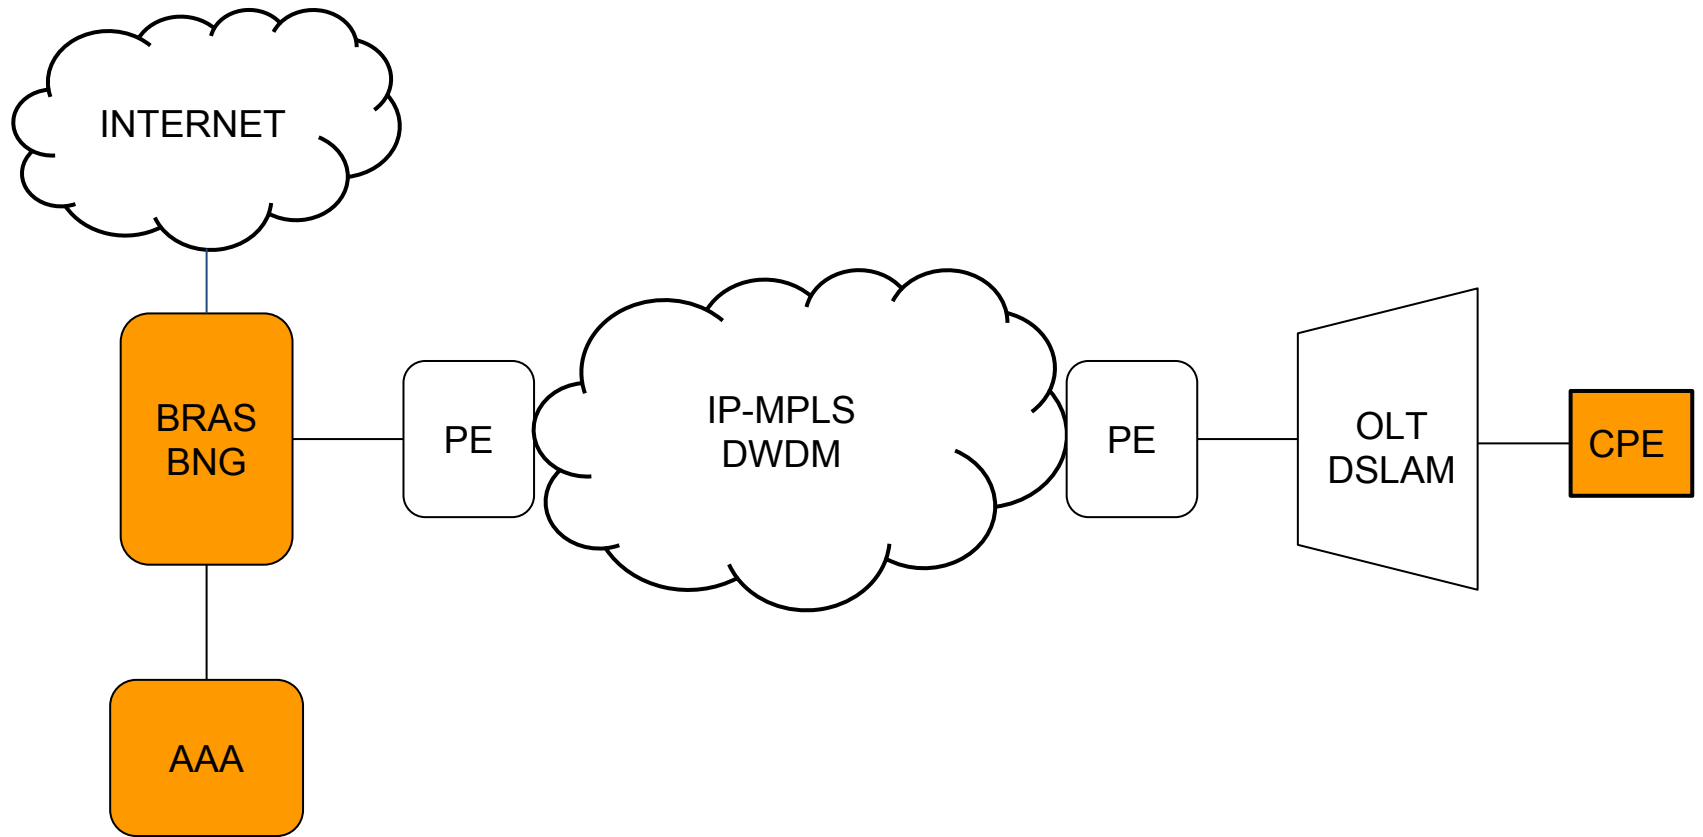 INTERNET
BRAS
BNG
PE
IP-MPLS
DWDM
PE
OLT
DSLAM
CPE
AAA